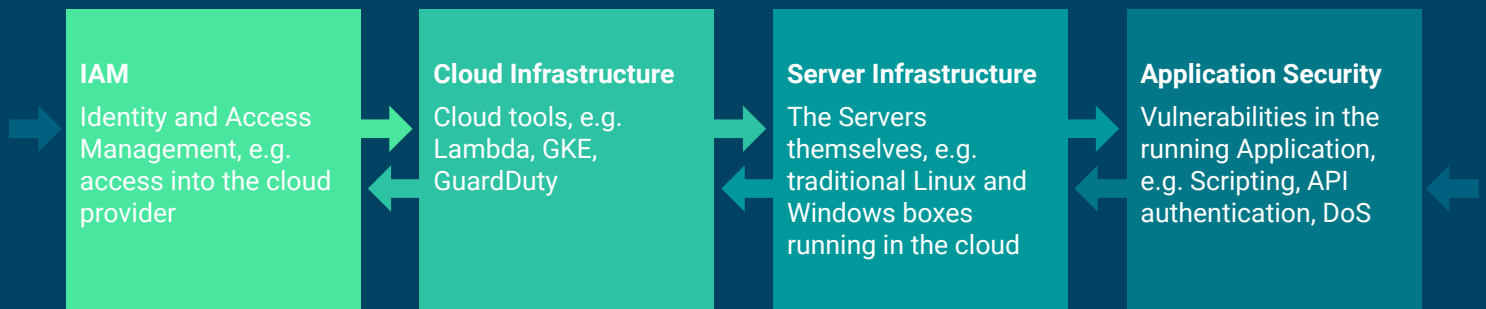 IAM
Identity and Access
Management, e.g.
access into the cloud
provider
Cloud Infrastructure
Cloud tools, e.g.
Lambda, GKE,
GuardDuty
Server Infrastructure
The Servers
themselves, e.g.
traditional Linux and
Windows boxes
running in the cloud
Application Security
Vulnerabilities in the
running Application,
e.g. Scripting, API
authentication, DoS